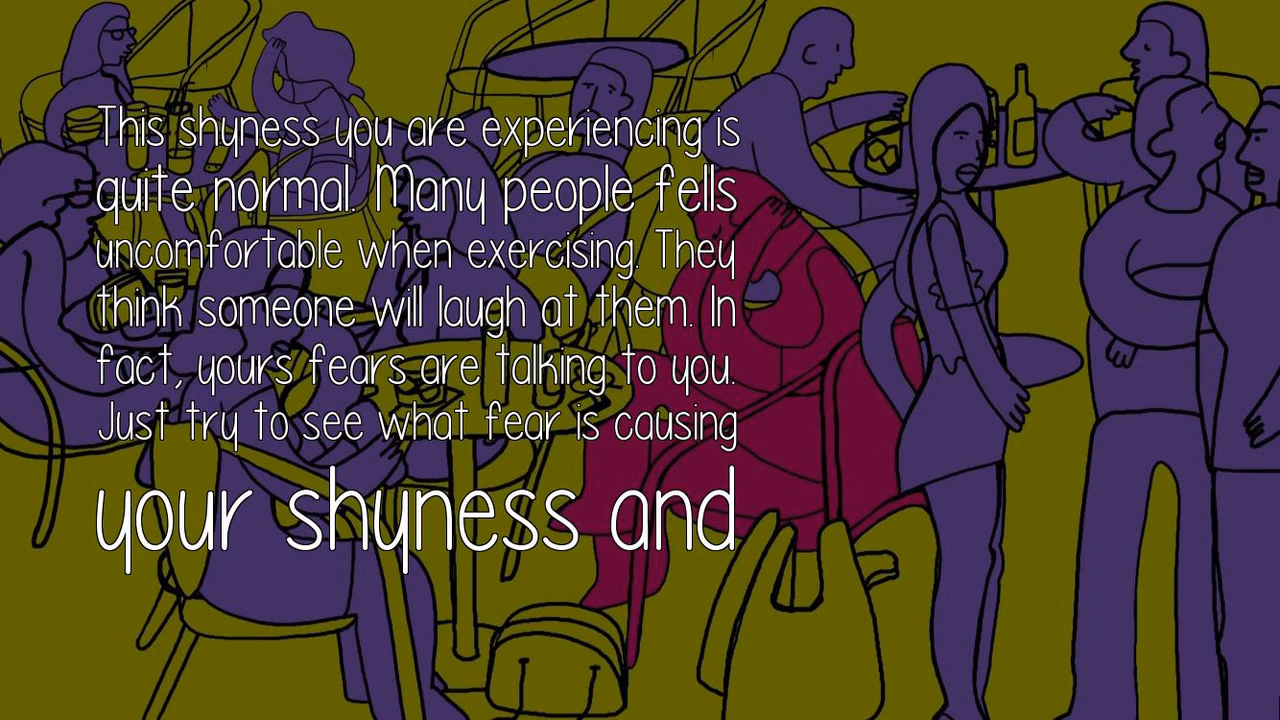 This shyness you are experiencing is
quite normal. Many people fells
uncomfortable when exercising. They
think someone will laugh at them. In
fact, yours fears are talking to you.
Just try to see what fear is causing
your shyness and